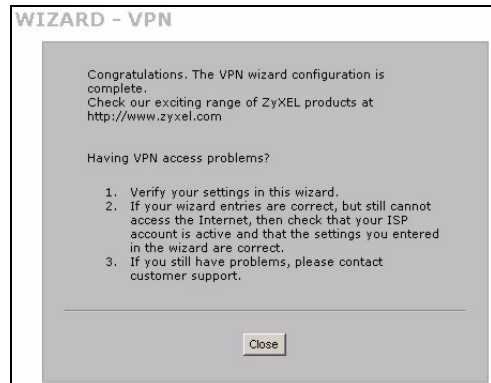 WIZARD - VPN
Congratulations. The VPN wizard configuration is
complete.
Check our exciting range of ZyXEL products at
http://www.zyxel.com
Having VPN access problems?
1. Verify your settings in this wizard.
2. If your wizard entries are correct, but still cannot
access the Internet, then check that your ISP
account is active and that the settings you entered
in the wizard are correct.
3. If you still have problems, please contact
customer support.
Close